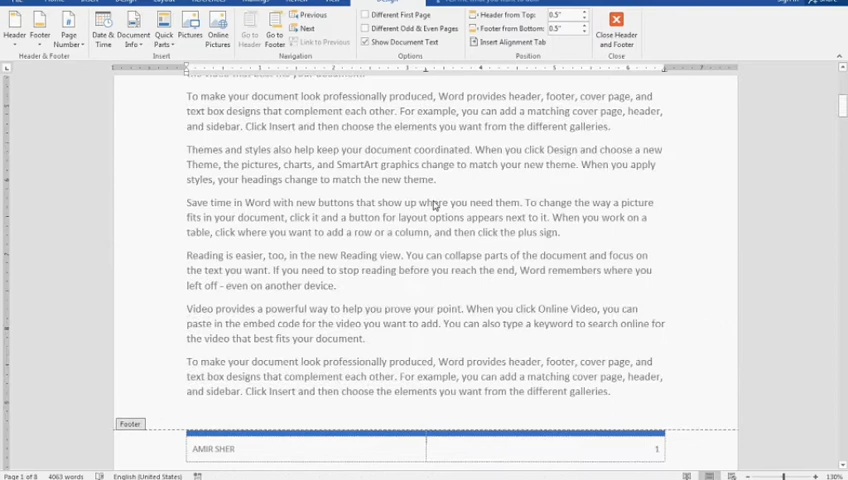 Header
Footer
Page
Number
Header & Footer
Date &
Time
Document
Info
Quick
Parts
Pictures
Online
Pictures
Insert
Go to
Header
Go to
Footer
Previous
Next
Link to Previous
Navigation
Different First Page
Different Odd & Even Pages
Show Document Text
Options
Header from Top: 0.5"
Footer from Bottom: 0.5"
Insert Alignment Tab
Position
Close Header
and Footer
Close
To make your document look professionally produced, Word provides header, footer, cover page, and
text box designs that complement each other. For example, you can add a matching cover page, header,
and sidebar. Click Insert and then choose the elements you want from the different galleries.
Themes and styles also help keep your document coordinated. When you click Design and choose a new
Theme, the pictures, charts, and SmartArt graphics change to match your new theme. When you apply
styles, your headings change to match the new theme.
Save time in Word with new buttons that show up where you need them. To change the way a picture
fits in your document, click it and a button for layout options appears next to it. When you work on a
table, click where you want to add a row or a column, and then click the plus sign.
Reading is easier, too, in the new Reading view. You can collapse parts of the document and focus on
the text you want. If you need to stop reading before you reach the end, Word remembers where you
left off - even on another device.
Video provides a powerful way to help you prove your point. When you click Online Video, you can
paste in the embed code for the video you want to add. You can also type a keyword to search online for
the video that best fits your document.
To make your document look professionally produced, Word provides header, footer, cover page, and
text box designs that complement each other. For example, you can add a matching cover page, header,
and sidebar. Click Insert and then choose the elements you want from the different galleries.
Footer
AMIR SHER 1
Page 1 of 8 4063 words English (United States) 130%